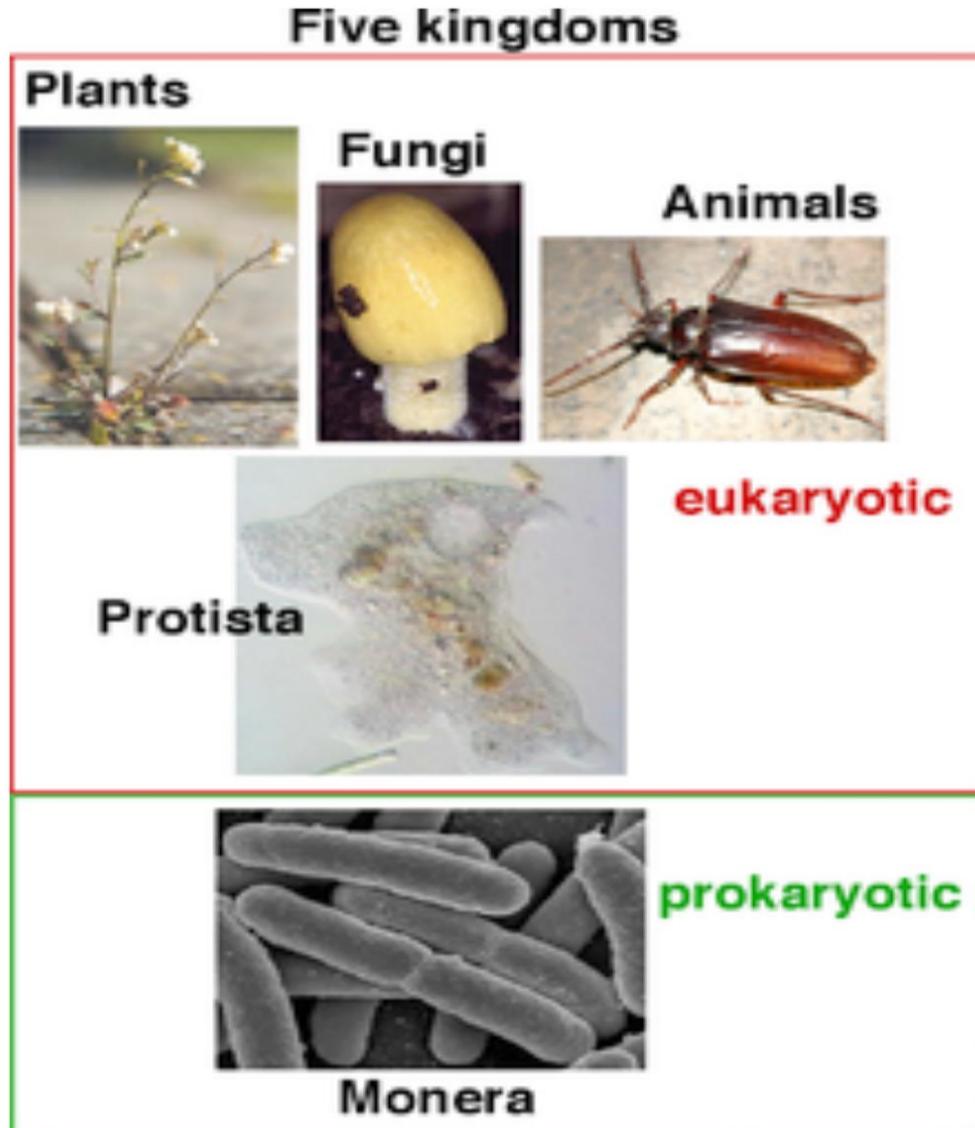 Five kingdoms
Plants
Fungi
Animals
eukaryotic
Protista
prokaryotic
Monera